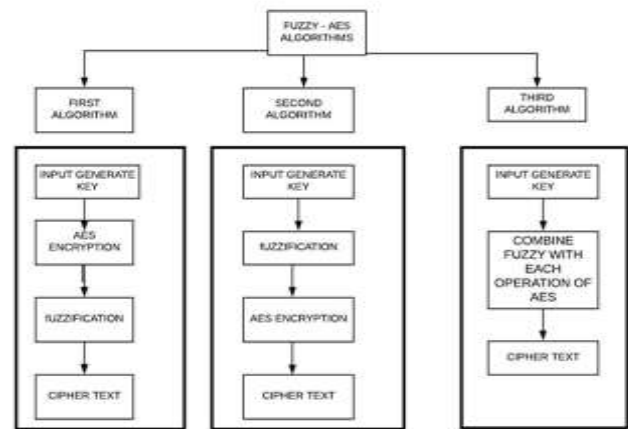 FUZZY - AES
ALGORITHMS
FIRST
ALGORITHM
SECOND
ALGORITHM
THIRD
ALGORITHM
INPUT GENERATE
KEY
AES
ENCRYPTION
fUZZIFICATION
CIPHER TEXT
INPUT GENERATE
KEY
fUZZIFICATION
AES ENCRYPTION
CIPHER TEXT
INPUT GENERATE
KEY
COMBINE
FUZZY WITH
EACH
OPERATION OF
AES
CIPHER TEXT